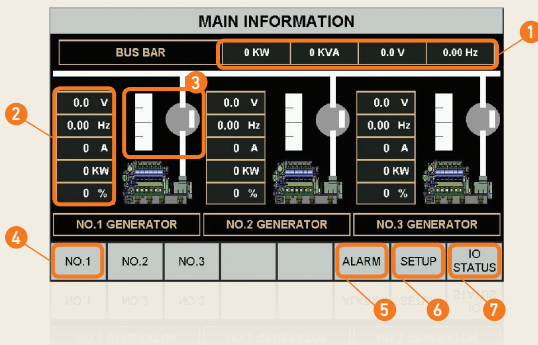 MAIN INFORMATION
1
BUS BAR 0 KW 0 KVA 0.0 V 0.00 Hz
2
3
0.0 V 0.0 V 0.0 V
0.00 Hz 0.00 Hz 0.00 Hz
0 A 0 A 0 A
0 KW 0 KW 0 KW
0 % 0 % 0 %
NO.1 GENERATOR NO.2 GENERATOR NO.3 GENERATOR
4
NO.1 NO.2 NO.3 ALARM SETUP IO
STATUS
5 6 7